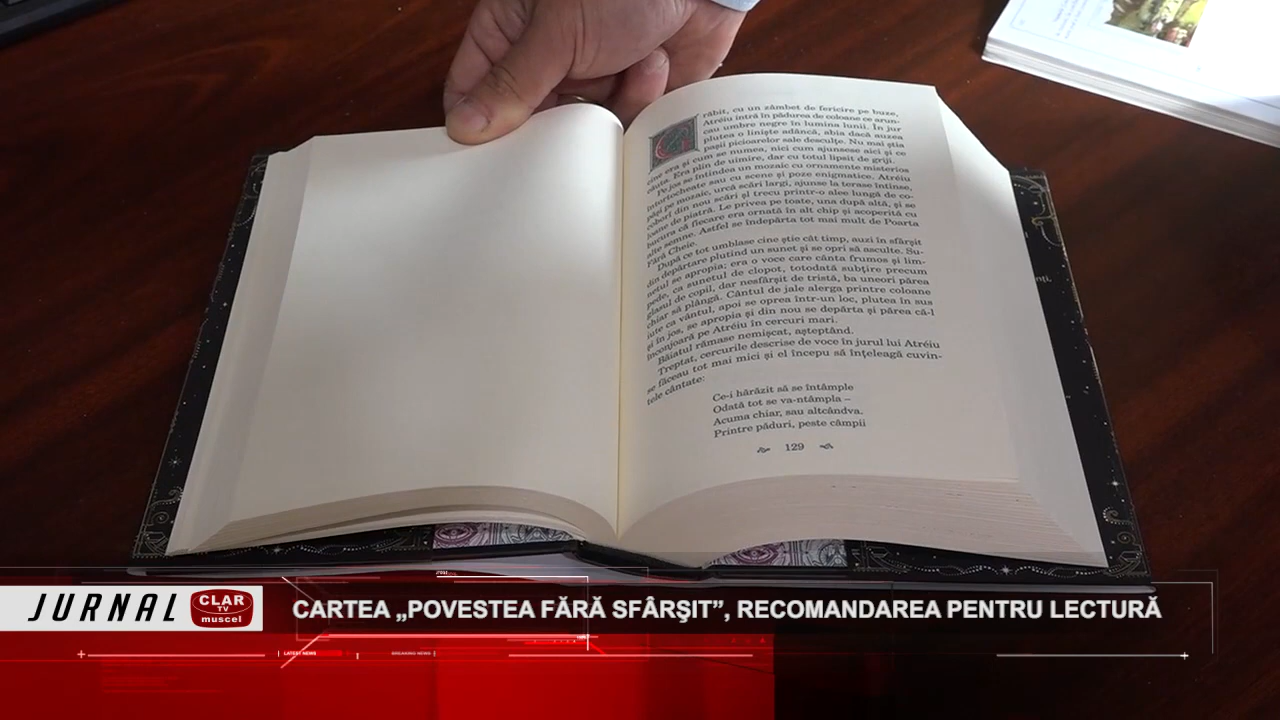 răbit, cu un zâmbet de fericire pe buze,
Atréiu intră în pădurea de coloane ce arun-
cau umbre negre în lumina lunii. În jur
plutea o liniște adâncă, abia dacă auzea
pașii picioarelor sale desculțe. Nu mai știa
cine era și cum se numea, nici cum ajunsese aici și ce
căuta. Era plin de uimire, dar cu totul lipsit de griji.
Pe jos se întindea un mozaic cu ornamente misterios
întortocheate sau cu scene și poze enigmatice. Atréiu
păși pe mozaic, urcă scări largi, ajunse la terase întinse,
coborî din nou scări și trecu printr-o alee lungă de co-
loane de piatră. Le privea pe toate, una după altă, și se
bucura că fiecare era ornată în alt chip și acoperită cu
alte semne. Astfel se îndepărta tot mai mult de Poarta
Fără Cheie.
După ce tot umblase cine știe cât timp, auzi în sfârșit
din depărtare plutind un sunet și se opri să asculte. Su-
netul se apropia; era o voce care cânta frumos și lim-
pede, ca sunetul de clopot, totodată subțire precum
glasul de copil, dar nesfârșit de tristă, ba uneori părea
chiar să plângă. Cântul de jale alerga printre coloane
iute ca vântul, apoi se oprea într-un loc, plutea în sus
și în jos, se apropia și din nou se depărta și părea că-l
înconjoară pe Atréiu în cercuri mari.
Băiatul rămase nemișcat, așteptând.
Treptat, cercurile descrise de voce în jurul lui Atréiu
se făceau tot mai mici și el începu să înțeleagă cuvin-
tele cântate:
Ce-i hărăzit să se întâmple
Odată tot se va-ntâmpla –
Acuma chiar, sau altcândva.
Printre păduri, peste câmpii
129
JURNAL
CLAR
TV
muscel
CARTEA „POVESTEA FĂRĂ SFÂRŞIT”, RECOMANDAREA PENTRU LECTURĂ
LATEST NEWS
BREAKING NEWS